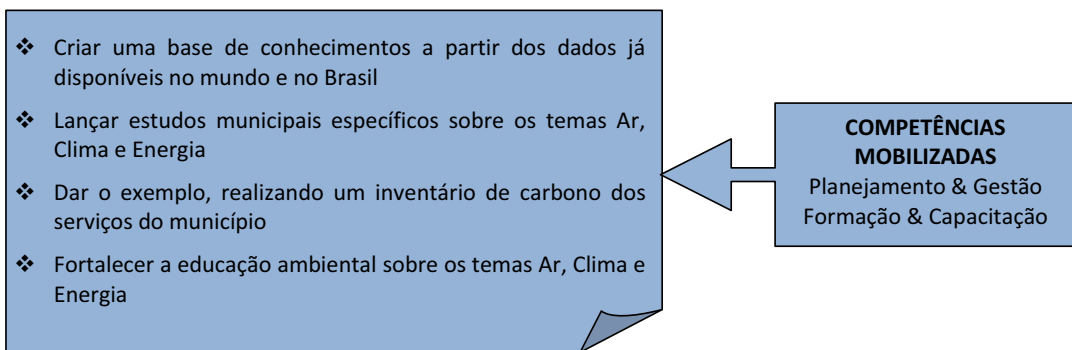 ❖ Criar uma base de conhecimentos a partir dos dados já
disponíveis no mundo e no Brasil
❖ Lançar estudos municipais específicos sobre os temas Ar,
Clima e Energia
❖ Dar o exemplo, realizando um inventário de carbono dos
serviços do município
❖ Fortalecer a educação ambiental sobre os temas Ar, Clima e
Energia
COMPETÊNCIAS
MOBILIZADAS
Planejamento & Gestão
Formação & Capacitação